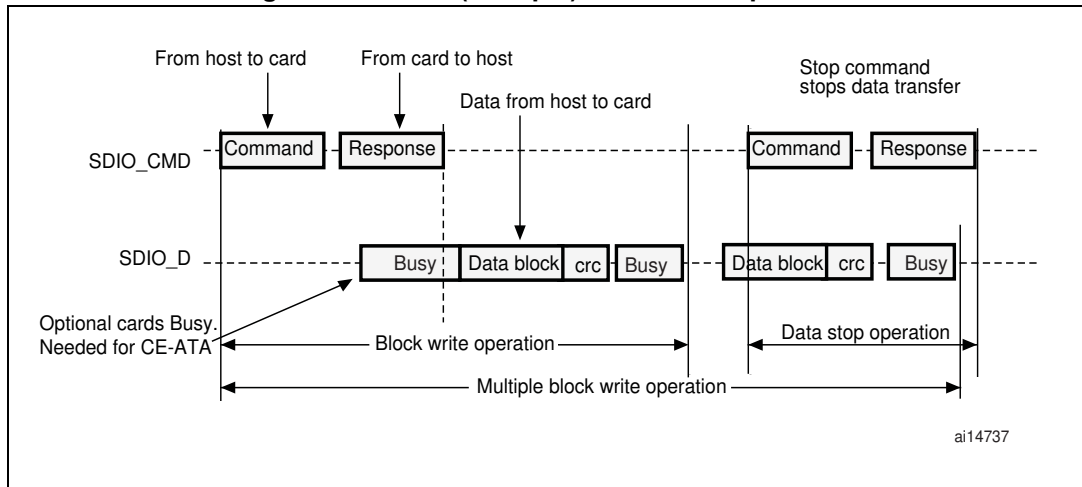 From host to card
From card to host
Stop command
stops data transfer
Data from host to card
SDIO_CMD
Command
Response
Command
Response
SDIO_D
Busy
Data block
crc
Busy
Data block
crc
Busy
Optional cards Busy.
Needed for CE-ATA
Block write operation
Data stop operation
Multiple block write operation
ai14737